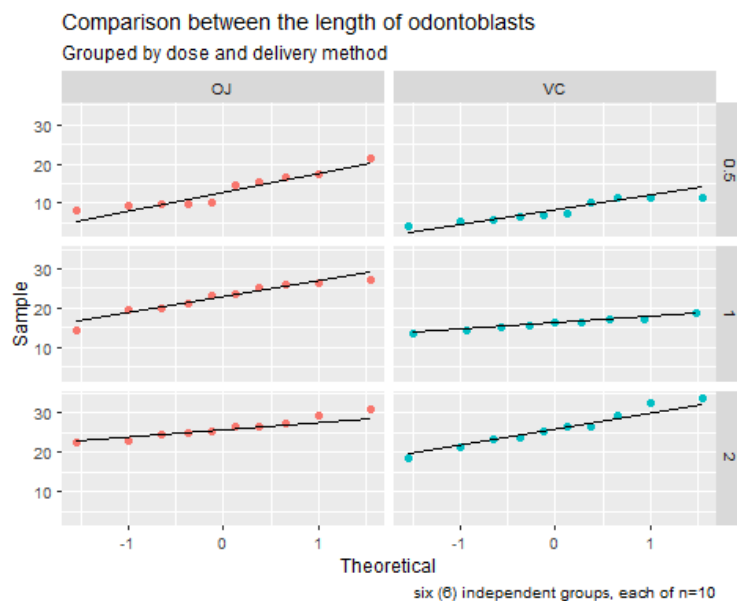 Comparison between the length of odontoblasts
Grouped by dose and delivery method
OJ
VC
30
20
10
0.5
Sample
30
20
10
1
30
20
10
2
-1
0
1
-1
0
1
Theoretical
six (6) independent groups, each of n=10